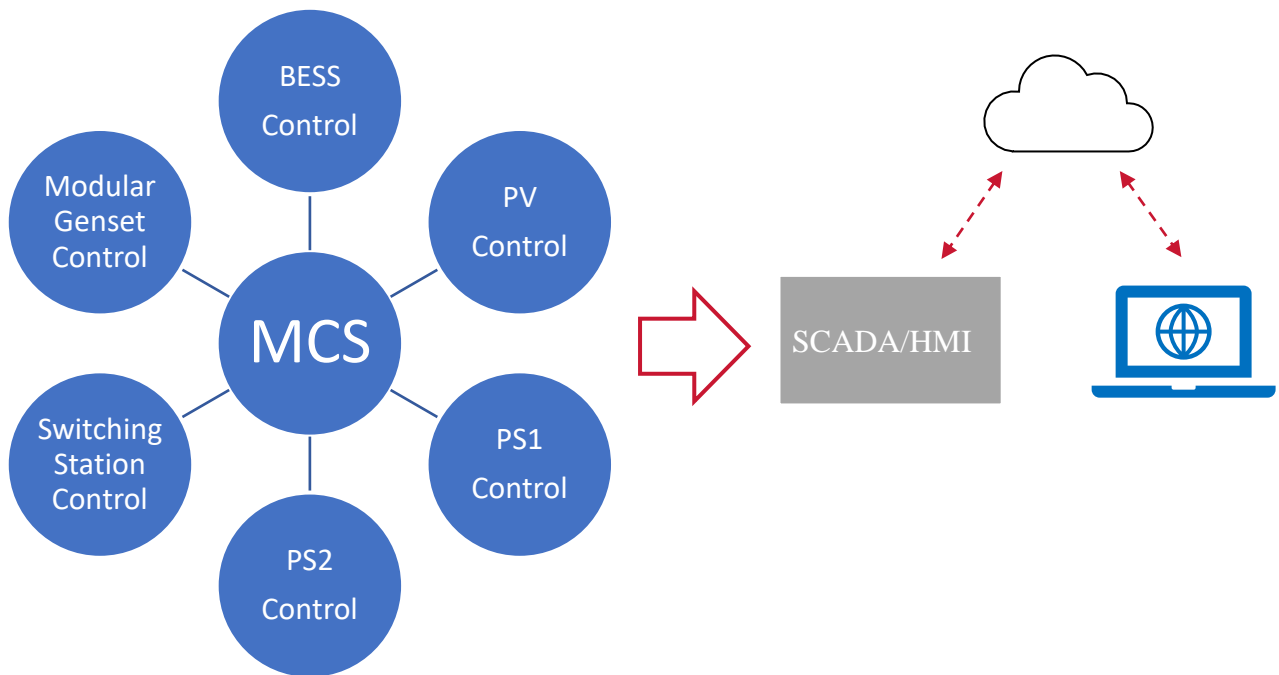 BESS
Control
PV
Control
Modular
Genset
Control
MCS
SCADA/HMI
Switching
Station
Control
PS1
Control
PS2
Control